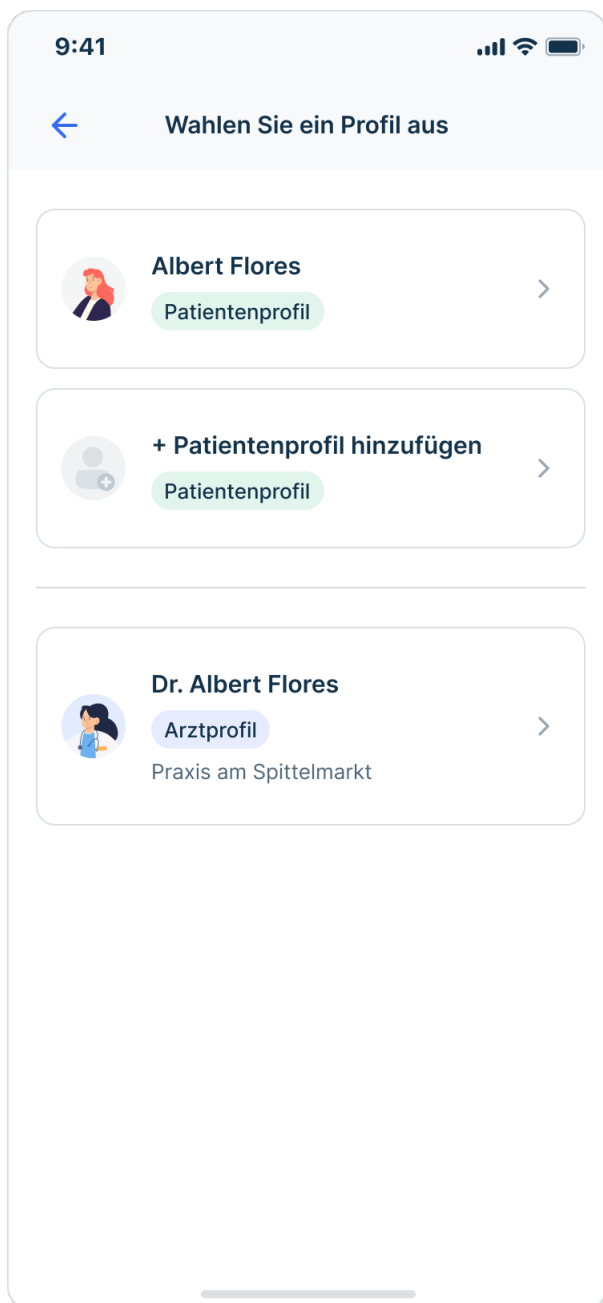 9:41
Wahlen Sie ein Profil aus
Albert Flores
Patientenprofil
+ Patientenprofil hinzufügen
Patientenprofil
Dr. Albert Flores
Arztprofil
Praxis am Spittelmarkt